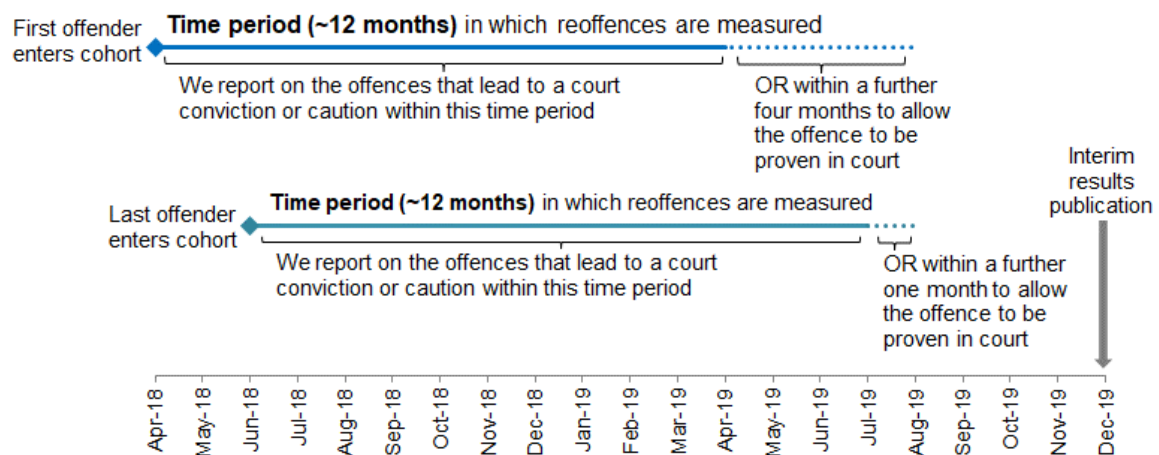 First offender
enters cohort
Time period (~12 months) in which reoffences are measured
We report on the offences that lead to a court
conviction or caution within this time period
OR within a further
four months to allow
the offence to be
proven in court
Interim
results
publication
Last offender
enters cohort
Time period (~12 months) in which reoffences are measured
We report on the offences that lead to a court
conviction or caution within this time period
OR within a further
one month to allow
the offence to be
proven in court
Apr-18
May-18
Jun-18
Jul-18
Aug-18
Sep-18
Oct-18
Nov-18
Dec-18
Jan-19
Feb-19
Mar-19
Apr-19
May-19
Jun-19
Jul-19
Aug-19
Sep-19
Oct-19
Nov-19
Dec-19